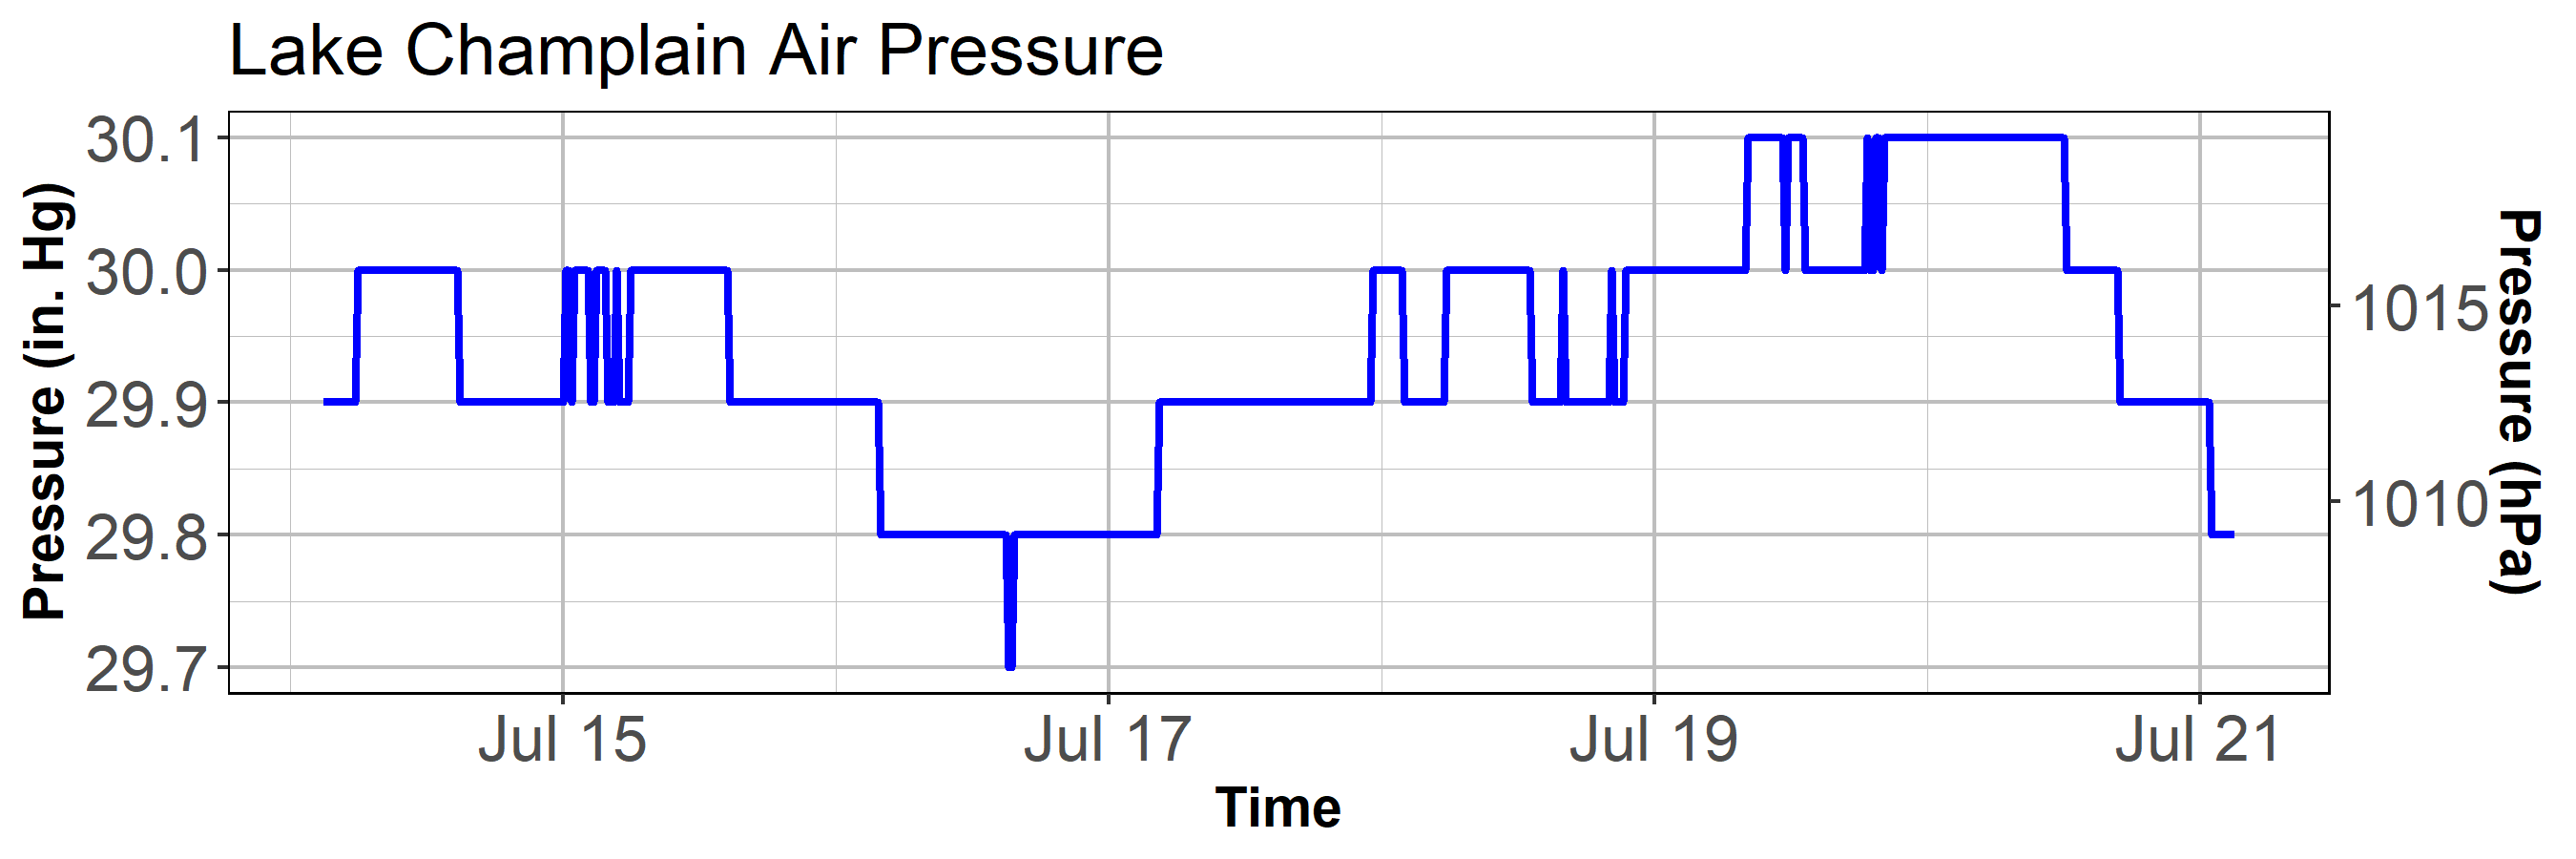 Lake Champlain Air Pressure
30.1
30.0
29.9
29.8
29.7
Pressure (in. Hg)
1015
1010
Pressure (hPa)
Jul 15 Jul 17 Jul 19 Jul 21
Time